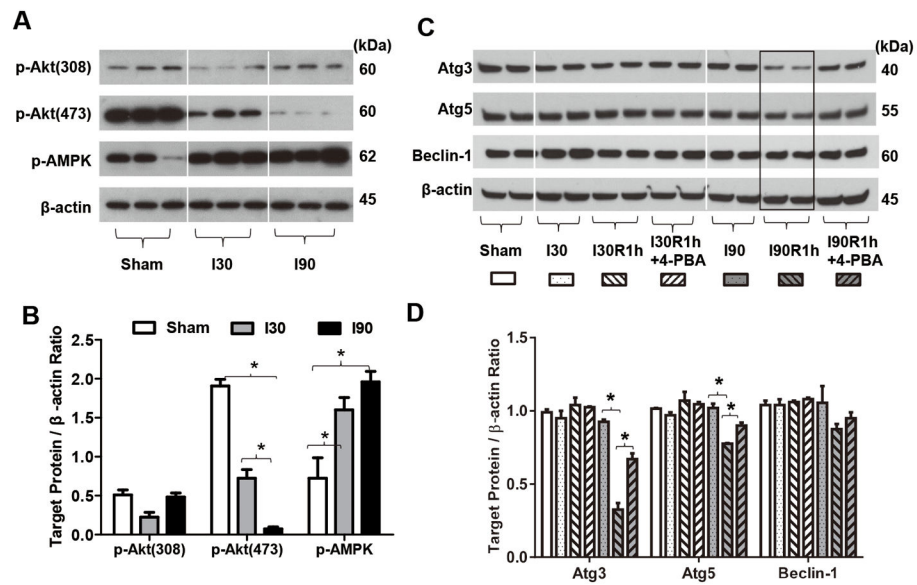 A
(kDa)
p-Akt(308)
60
p-Akt(473)
60
p-AMPK
62
β-actin
45
Sham
I30
I90
C
(kDa)
Atg3
40
Atg5
55
Beclin-1
60
β-actin
45
Sham
I30
I30R1h
I30R1h
+4-PBA
I90
I90R1h
I90R1h
+4-PBA
B
Sham
I30
I90
Target Protein / β-actin Ratio
2.5
2.0
1.5
1.0
0.5
0.0
*
*
*
*
p-Akt(308)
p-Akt(473)
p-AMPK
D
Target Protein / β-actin Ratio
1.5
1.0
0.5
0.0
*
*
*
*
Atg3
Atg5
Beclin-1